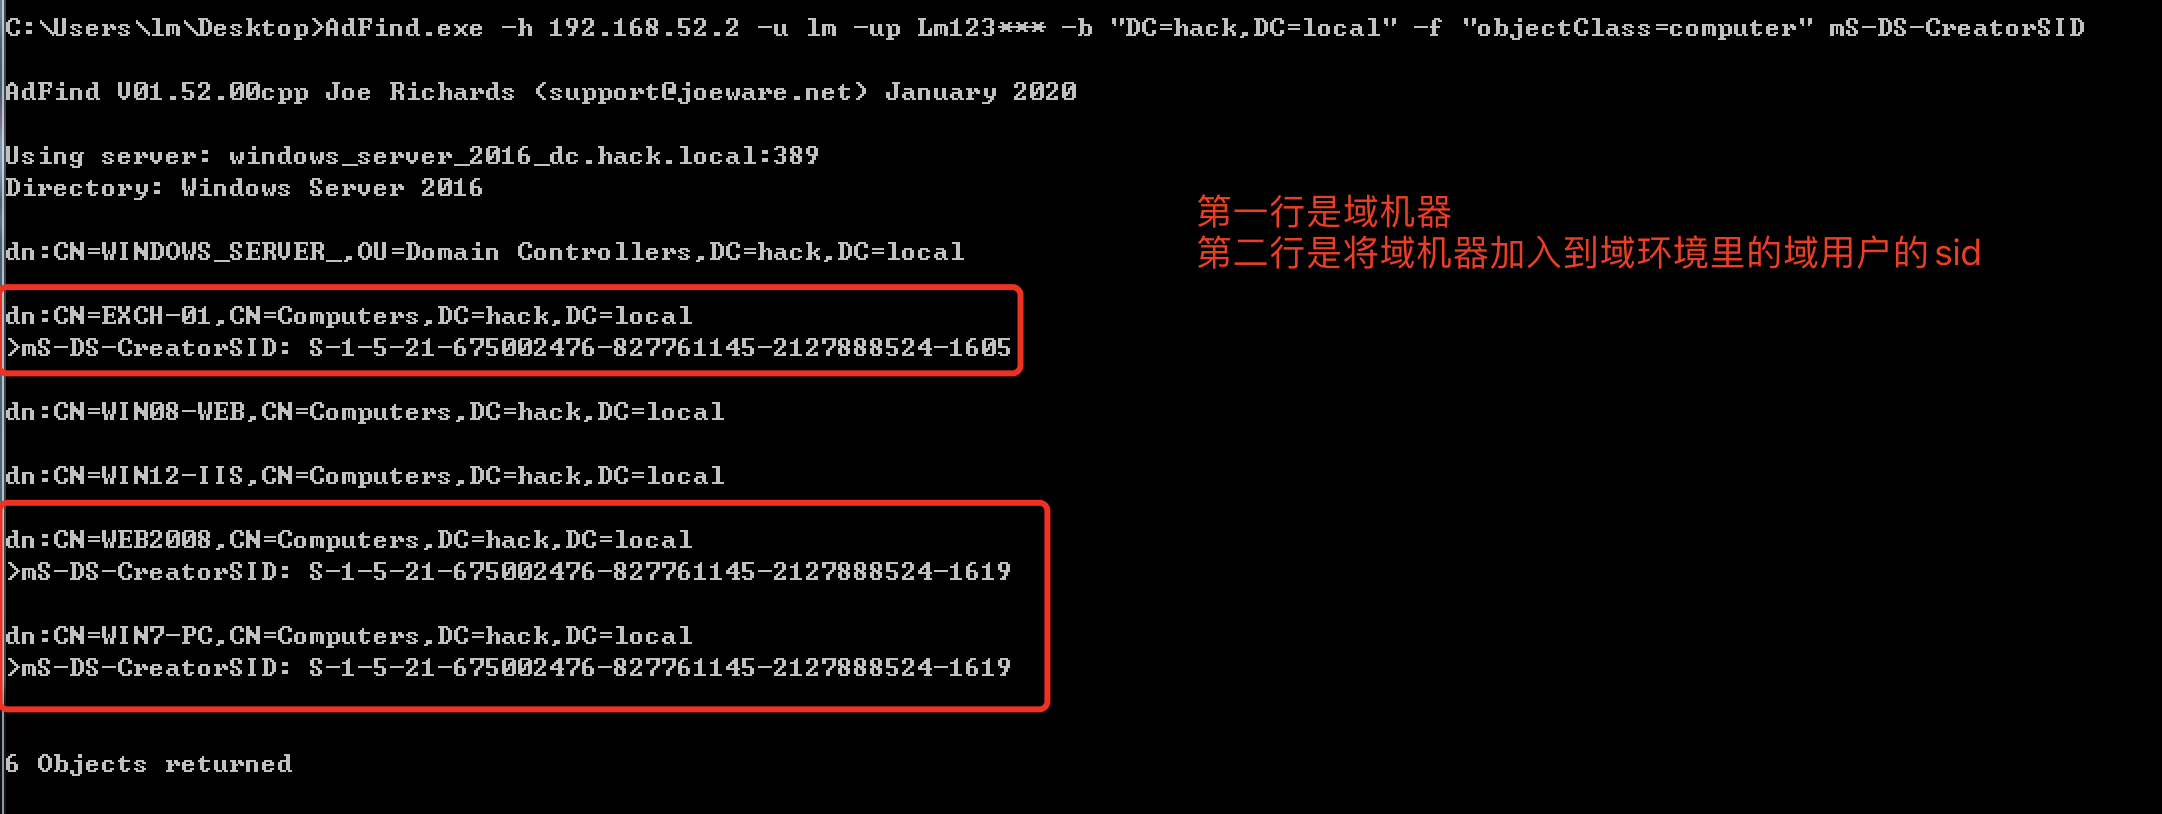 C:\Users\lm\Desktop>AdFind.exe -h 192.168.52.2 -u lm -up Lm123*** -b "DC=hack,DC=local" -f "objectClass=computer" mS-DS-CreatorSID
AdFind V01.52.00cpp Joe Richards (support@joeware.net) January 2020
Using server: windows_server_2016_dc.hack.local:389
Directory: Windows Server 2016
第一行是域机器
第二行是将域机器加入到域环境里的域用户的sid
dn:CN=WINDOWS_SERVER_,OU=Domain Controllers,DC=hack,DC=local
dn:CN=EXCH-01,CN=Computers,DC=hack,DC=local
>mS-DS-CreatorSID: S-1-5-21-675002476-827761145-2127888524-1605
dn:CN=WIN08-WEB,CN=Computers,DC=hack,DC=local
dn:CN=WIN12-IIS,CN=Computers,DC=hack,DC=local
dn:CN=WEB2008,CN=Computers,DC=hack,DC=local
>mS-DS-CreatorSID: S-1-5-21-675002476-827761145-2127888524-1619
dn:CN=WIN7-PC,CN=Computers,DC=hack,DC=local
>mS-DS-CreatorSID: S-1-5-21-675002476-827761145-2127888524-1619
6 Objects returned